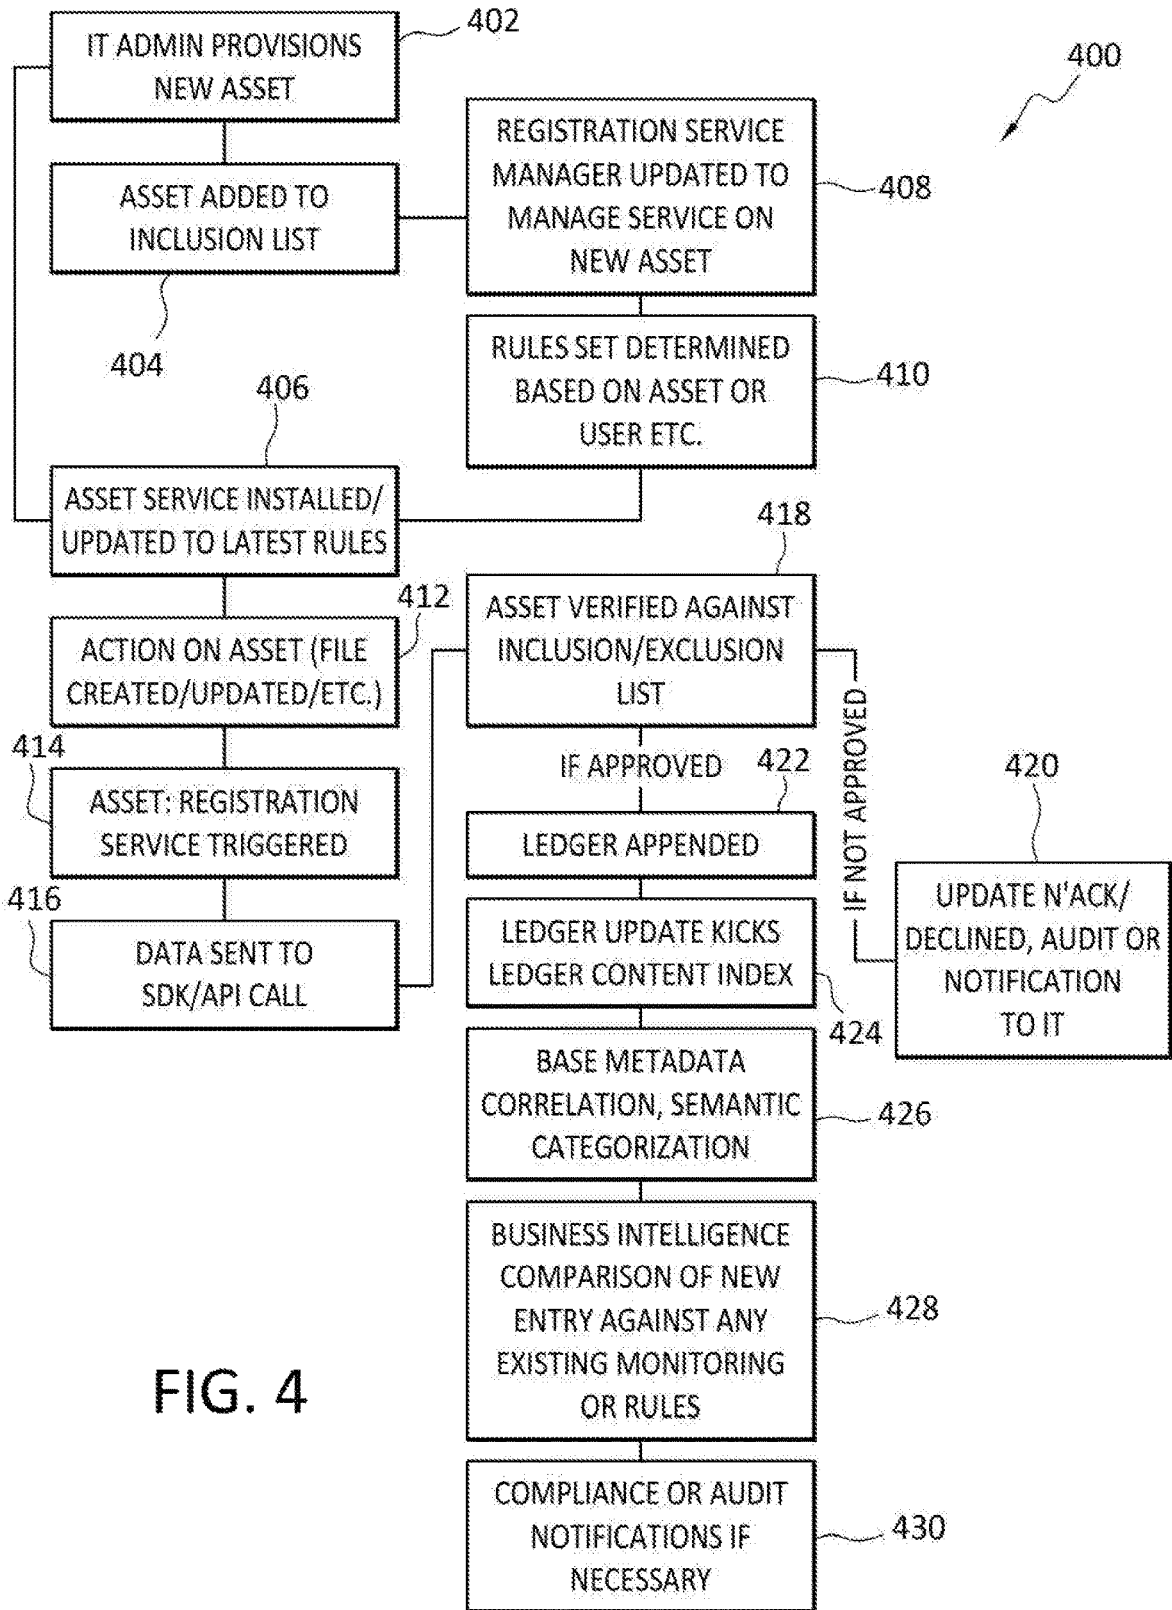 402
IT ADMIN PROVISIONS
NEW ASSET
400
REGISTRATION SERVICE
MANAGER UPDATED TO
MANAGE SERVICE ON
NEW ASSET
408
ASSET ADDED TO
INCLUSION LIST
404
RULES SET DETERMINED
BASED ON ASSET OR
USER ETC.
410
406
ASSET SERVICE INSTALLED/
UPDATED TO LATEST RULES
418
ASSET VERIFIED AGAINST
INCLUSION/EXCLUSION
LIST
412
ACTION ON ASSET (FILE
CREATED/UPDATED/ETC.)
414
ASSET: REGISTRATION
SERVICE TRIGGERED
416
DATA SENT TO
SDK/API CALL
IF APPROVED
IF NOT APPROVED
422
LEDGER APPENDED
420
UPDATE N'ACK/
DECLINED, AUDIT OR
NOTIFICATION
TO IT
LEDGER UPDATE KICKS
LEDGER CONTENT INDEX
424
BASE METADATA
CORRELATION, SEMANTIC
CATEGORIZATION
426
BUSINESS INTELLIGENCE
COMPARISON OF NEW
ENTRY AGAINST ANY
EXISTING MONITORING
OR RULES
428
COMPLIANCE OR AUDIT
NOTIFICATIONS IF
NECESSARY
430
FIG. 4